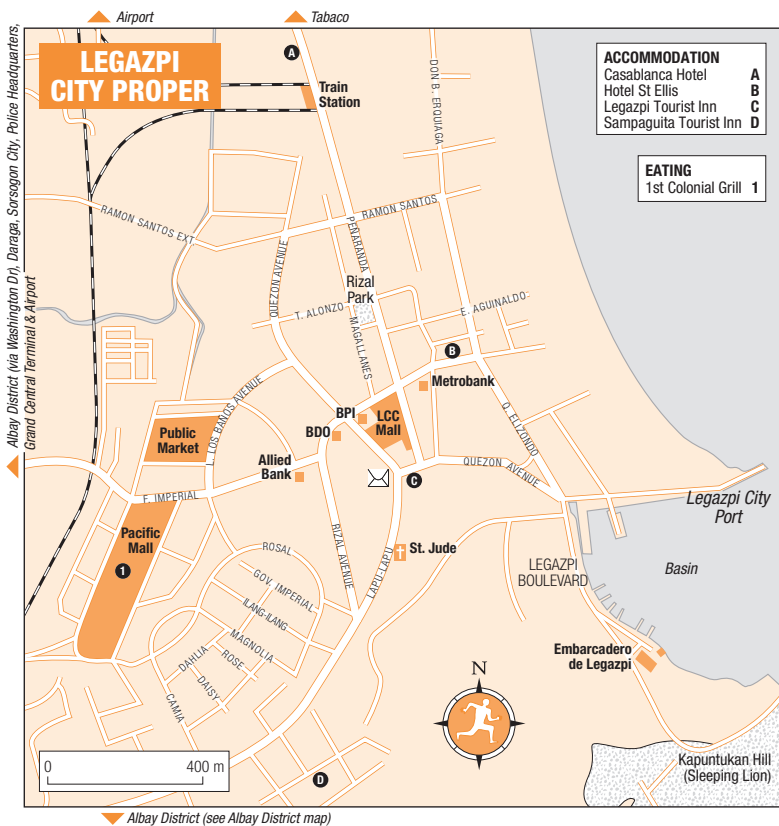 Airport
Tabaco
Albay District (via Washington Dr), Daraga, Sorsogon City, Police Headquarters,
Grand Central Terminal & Airport
LEGAZPI
CITY PROPER
A
Train
Station
DON B. ERQUIAGA
ACCOMMODATION
Casablanca Hotel A
Hotel St Ellis B
Legazpi Tourist Inn C
Sampaguita Tourist Inn D
EATING
1st Colonial Grill 1
RAMON SANTOS EXT.
RAMON SANTOS
PENARANDA
QUEZON AVENUE
Rizal
Park
T. ALONZO
MAGALLANES
E. AGUINALDO
B
Metrobank
L. LOS BAÑOS AVENUE
BPI
LCC
Mall
BDO
Q. ELIZONDO
Public
Market
Allied
Bank
QUEZON AVENUE
C
F. IMPERIAL
Legazpi City
Port
Pacific
Mall
1
RIZAL AVENUE
ROSAL
St. Jude
LAPU-LAPU
LEGAZPI
BOULEVARD
Basin
GOV. IMPERIAL
ILANG-ILANG
MAGNOLIA
DAHLIA
ROSE
DAISY
CAMIA
Embarcadero
de Legazpi
N
0 400 m
D
Kapuntukan Hill
(Sleeping Lion)
Albay District (see Albay District map)